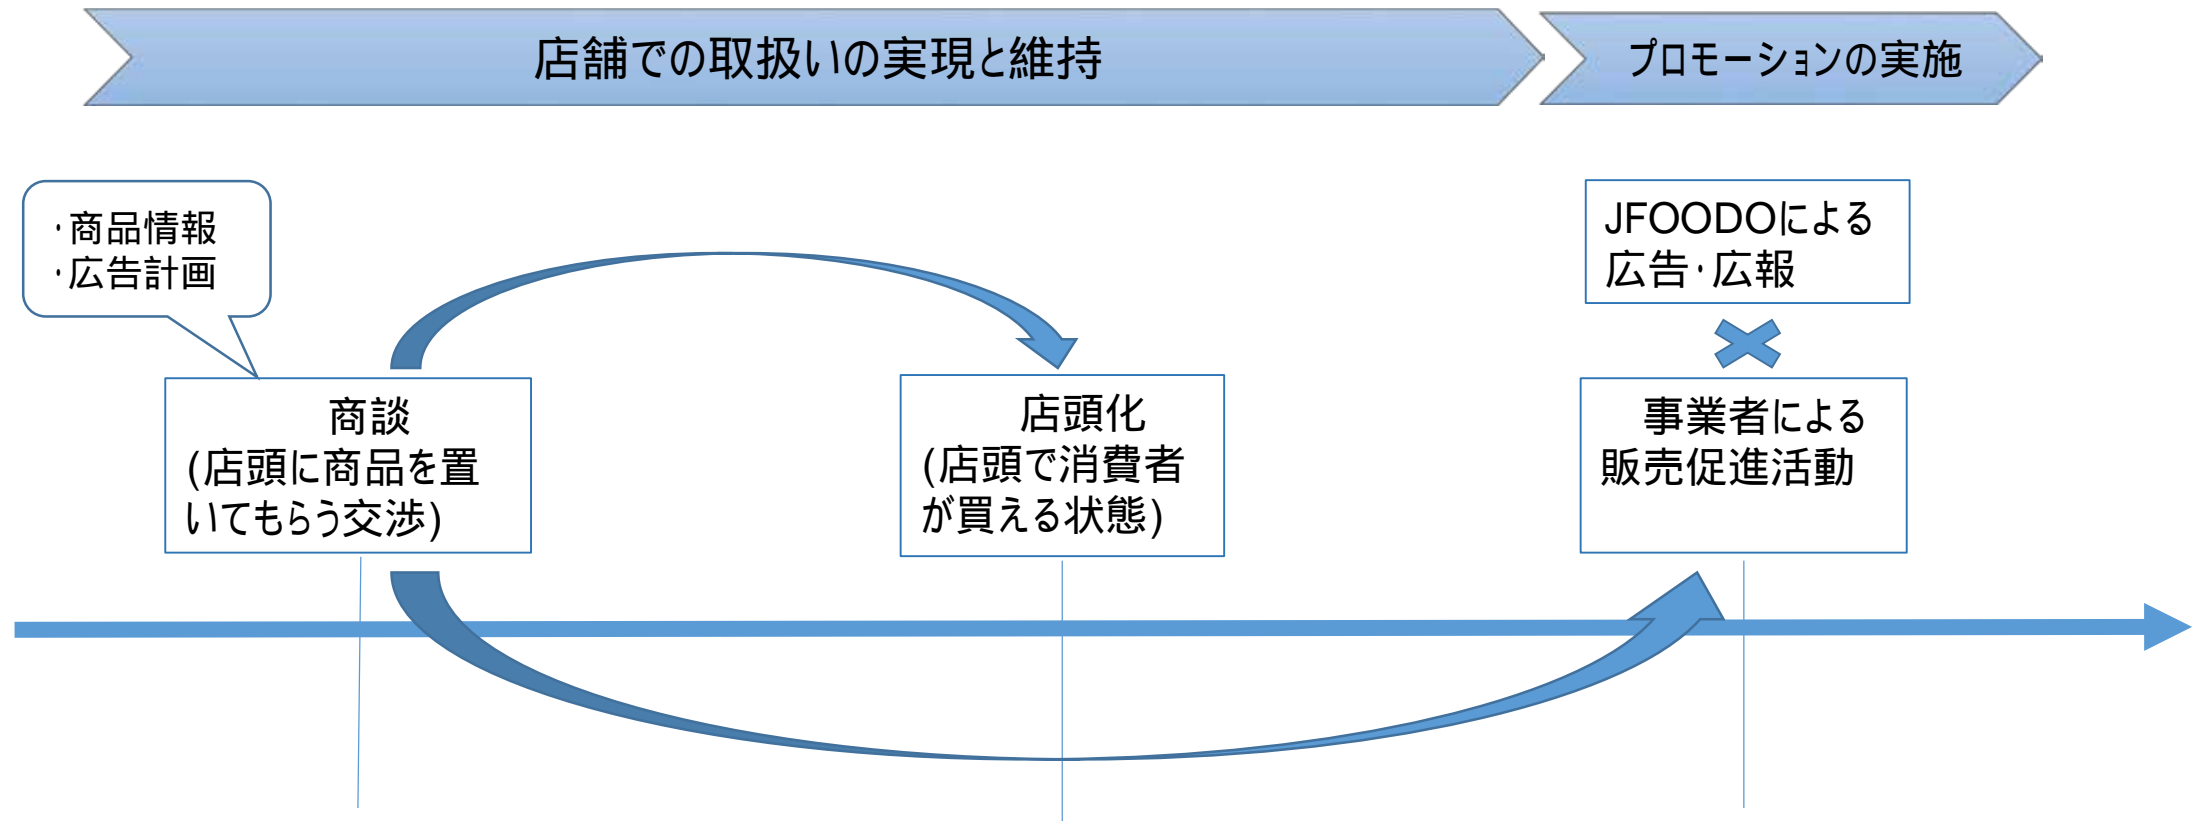 店舗での取扱いの実現と維持
プロモーションの実施
・商品情報
・広告計画
JFOODOによる
広告・広報
商談
(店頭に商品を置
いてもらう交渉)
店頭化
(店頭で消費者
が買える状態)
事業者による
販売促進活動